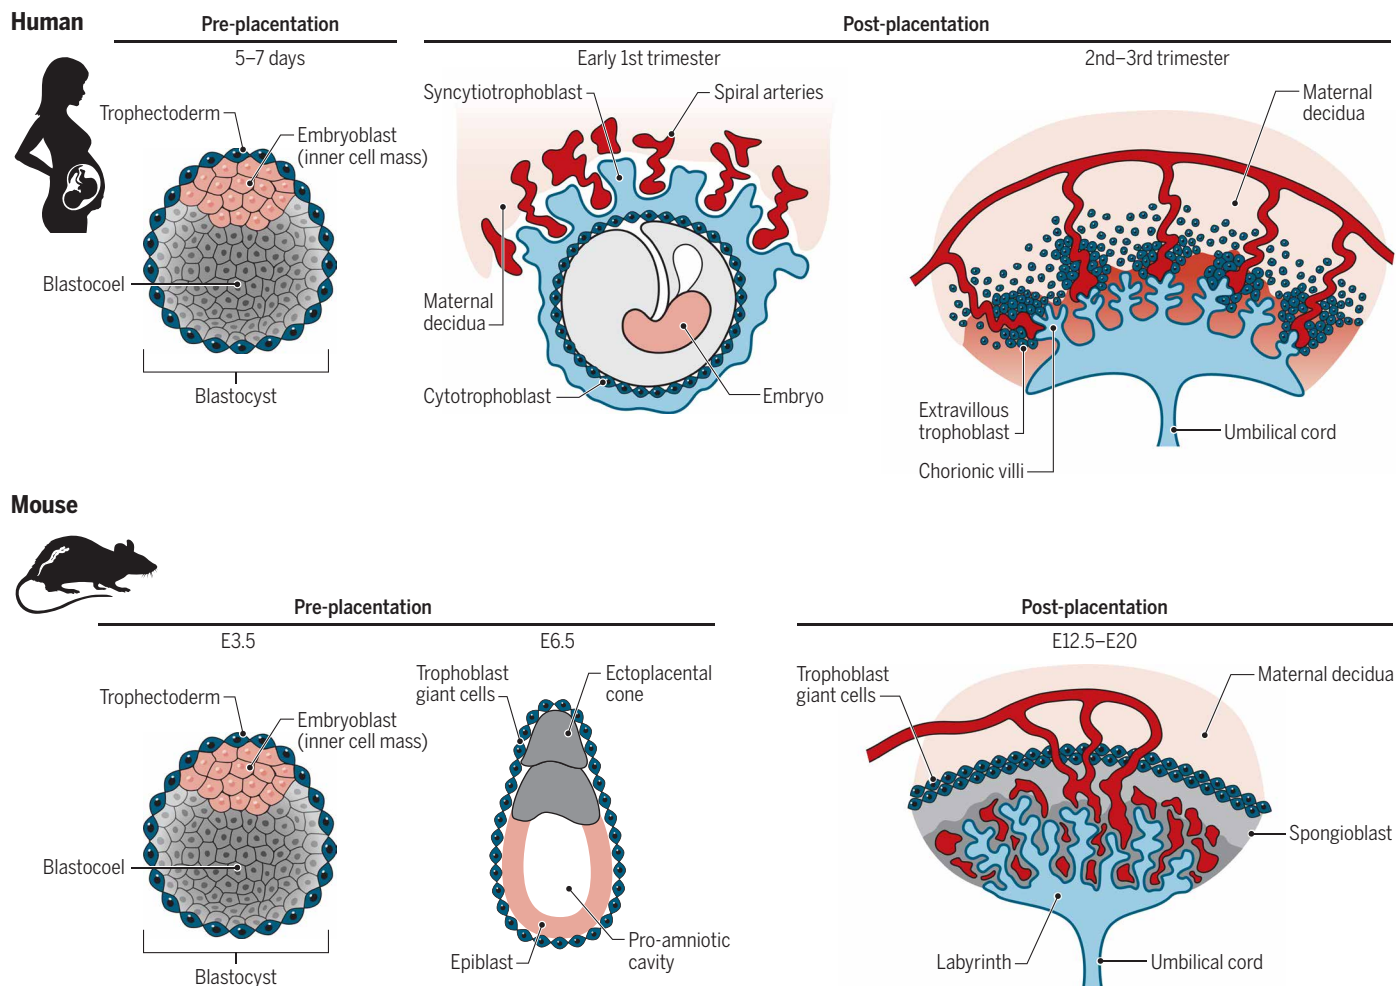 Human
Pre-placentation
Post-placentation
5–7 days
Early 1st trimester
2nd–3rd trimester
Trophectoderm
Embryoblast
(inner cell mass)
Blastocoel
Blastocyst
Syncytiotrophoblast
Spiral arteries
Maternal
decidua
Cytotrophoblast
Embryo
Maternal
decidua
Extravillous
trophoblast
Chorionic villi
Umbilical cord
Mouse
Pre-placentation
Post-placentation
E3.5
E6.5
E12.5–E20
Trophectoderm
Embryoblast
(inner cell mass)
Blastocoel
Blastocyst
Trophoblast
giant cells
Ectoplacental
cone
Epiblast
Pro-amniotic
cavity
Trophoblast
giant cells
Maternal decidua
Spongioblast
Labyrinth
Umbilical cord